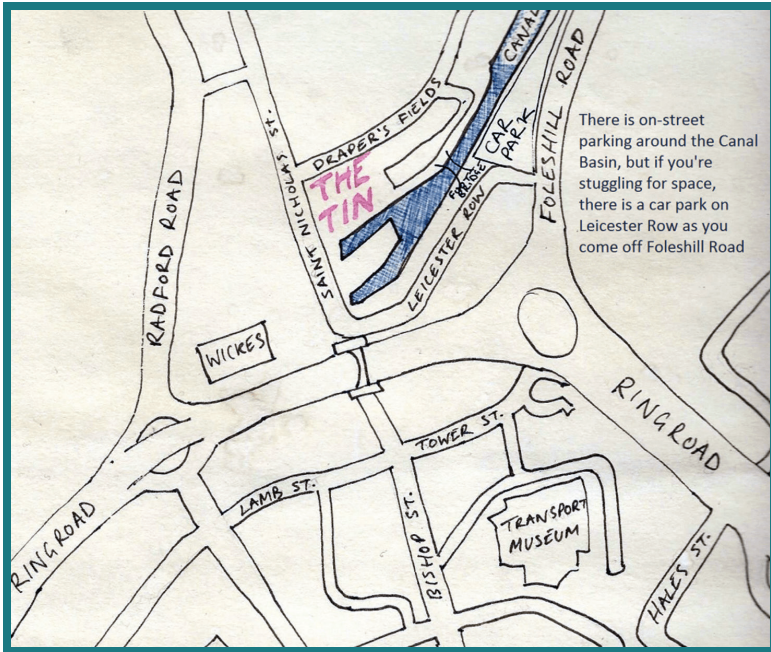 CANAL
FOLESHILL ROAD
SAINT NICHOLAS ST.
DRAPER'S FIELDS
CAR
PARK
There is on-street
parking around the Canal
Basin, but if you're
stuggling for space,
there is a car park on
Leicester Row as you
come off Foleshill Road
THE
TIN
FOOT
BRIDGE
RADFORD ROAD
LEICESTER ROW
WICKES
RINGROAD
TOWER ST.
LAMB ST.
BISHOP ST.
TRANSPORT
MUSEUM
RINGROAD
HALES ST.